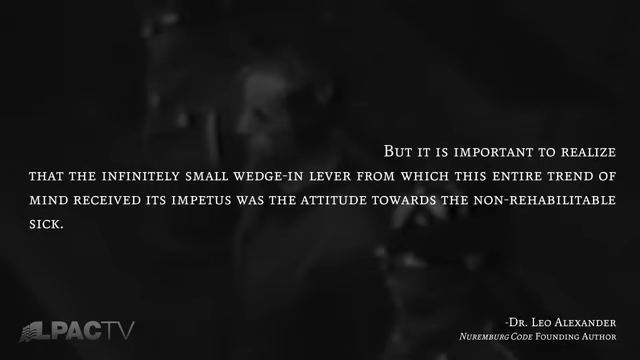 But it is important to realize
that the infinitely small wedge-in lever from which this entire trend of
mind received its impetus was the attitude towards the non-rehabilitable
sick.
-Dr. Leo Alexander
Nuremburg Code Founding Author
LPACTV